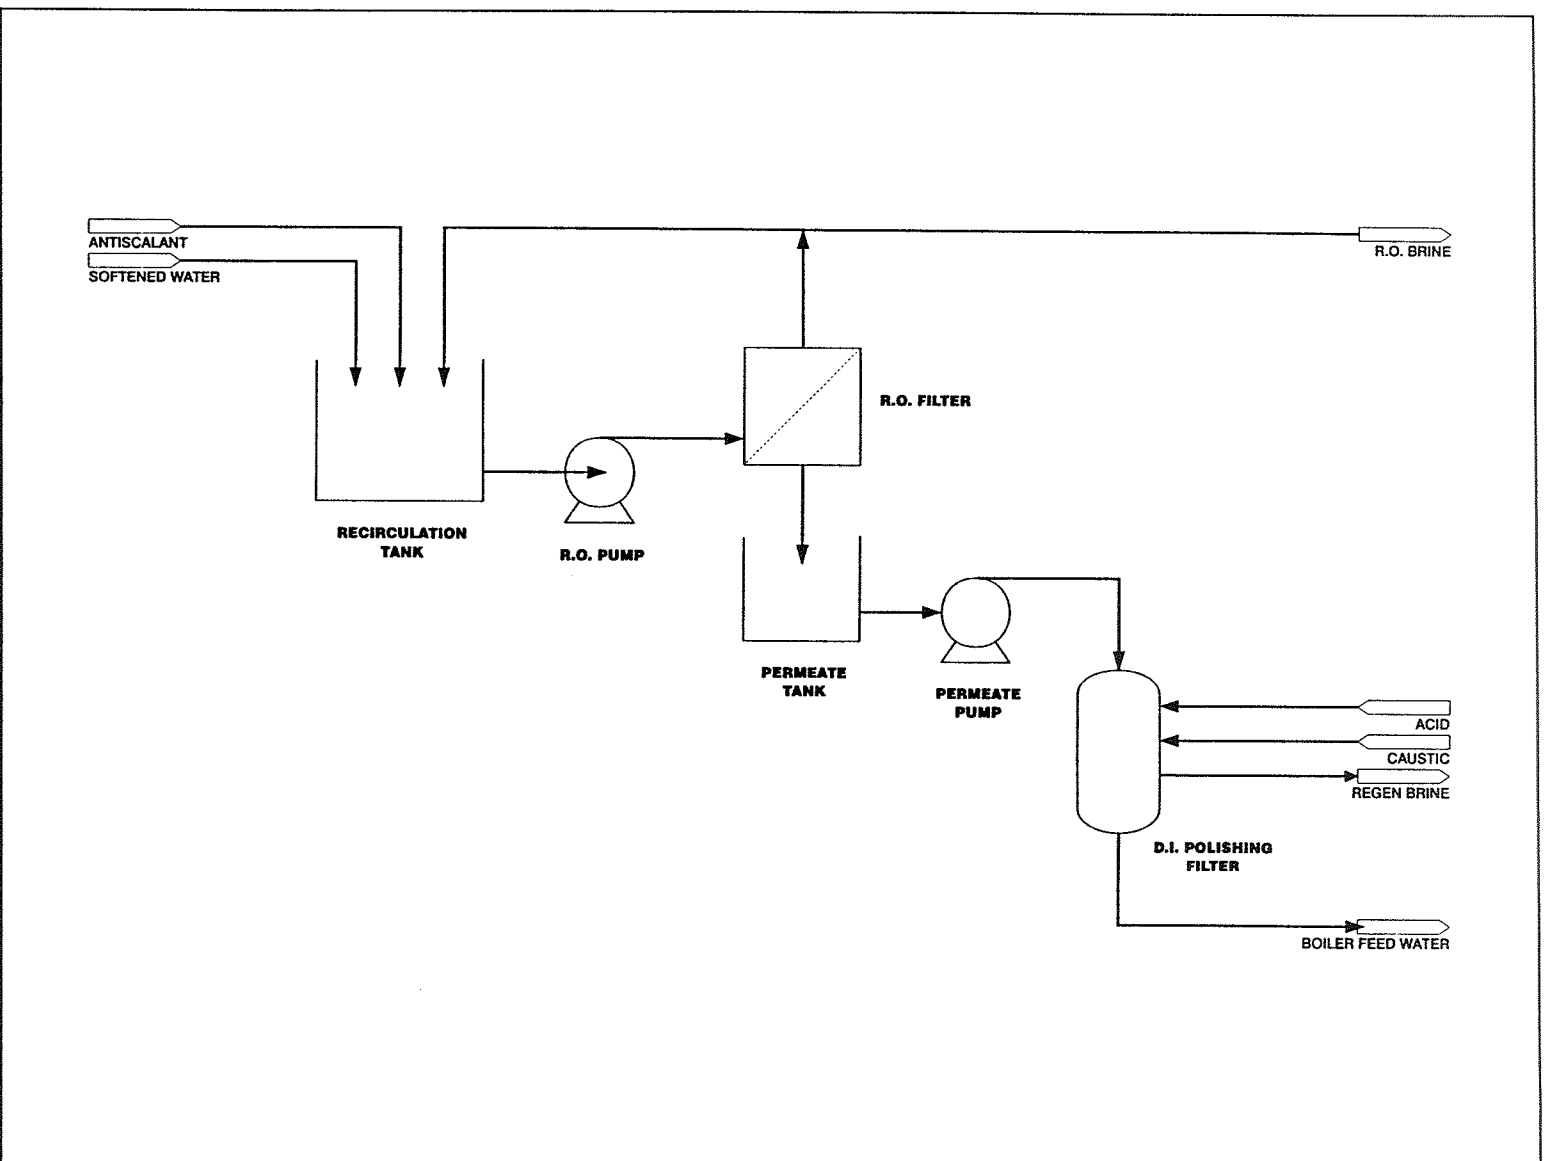 ANTISCALANT
SOFTENED WATER
R.O. BRINE
R.O. FILTER
RECIRCULATION
TANK
R.O. PUMP
PERMEATE
TANK
PERMEATE
PUMP
ACID
CAUSTIC
REGEN BRINE
D.I. POLISHING
FILTER
BOILER FEED WATER